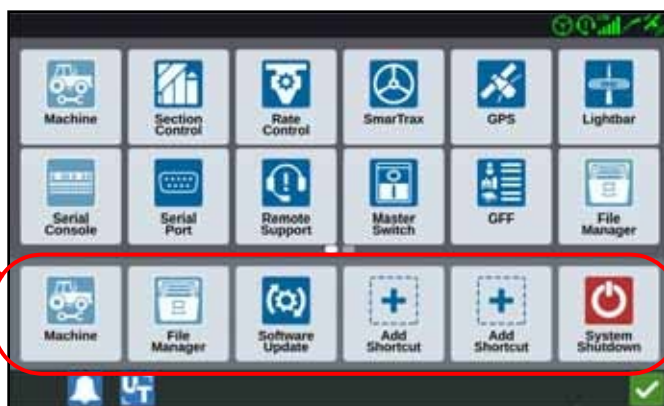 Machine
Section
Control
Rate
Control
SmarTrax
GPS
Lightbar
Serial
Console
Serial
Port
Remote
Support
Master
Switch
GFF
File
Manager
Machine
File
Manager
Software
Update
Add
Shortcut
Add
Shortcut
System
Shutdown
UT